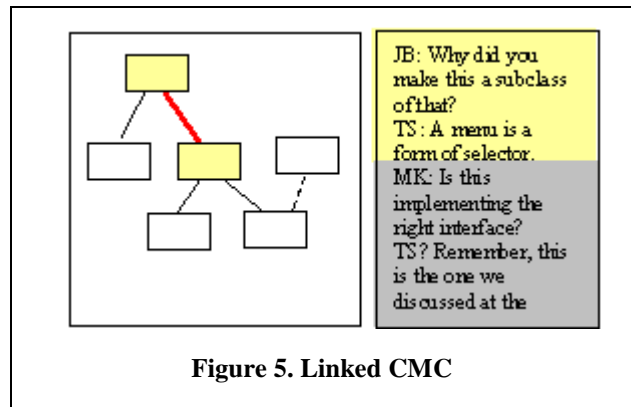 JB: Why did you
make this a subclass
of that?
TS: A menu is a
form of selector.
MK: Is this
implementing the
right interface?
TS? Remember, this
is the one we
discussed at the
Figure 5. Linked CMC